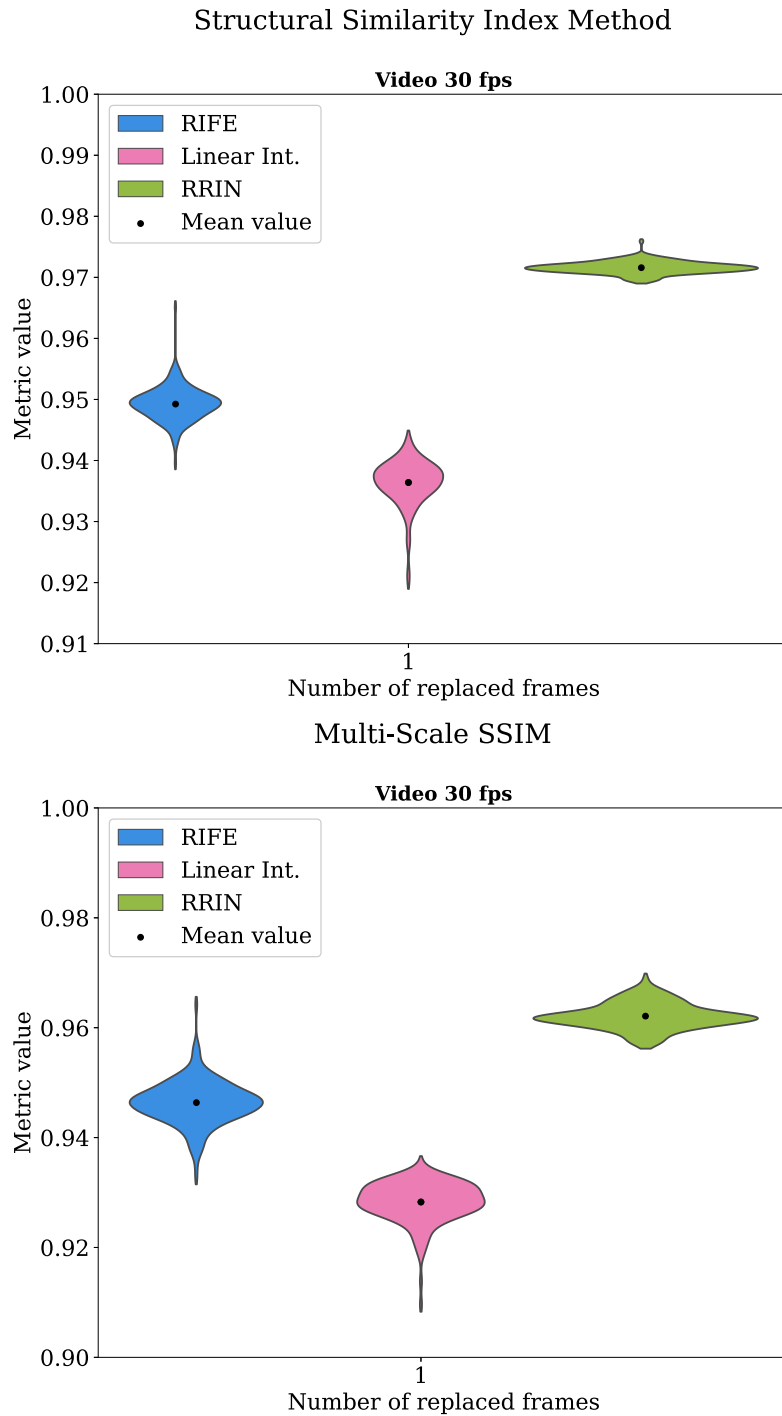 Structural Similarity Index Method
Video 30 fps
1.00
0.99
0.98
0.97
0.96
0.95
0.94
0.93
0.92
0.91
Metric value
RIFE
Linear Int.
RRIN
Mean value
1
Number of replaced frames
Multi-Scale SSIM
Video 30 fps
1.00
0.98
0.96
0.94
0.92
0.90
Metric value
RIFE
Linear Int.
RRIN
Mean value
1
Number of replaced frames